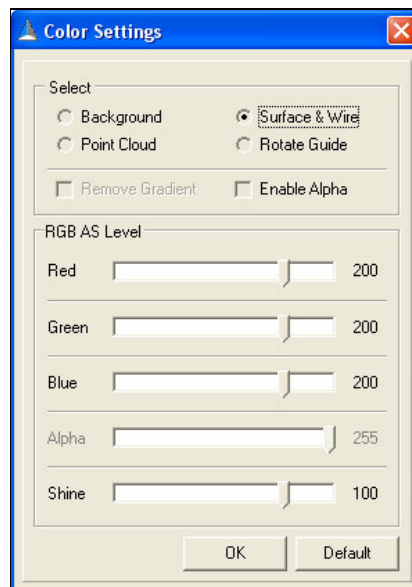 Color Settings
Select
Background
Surface & Wire
Point Cloud
Rotate Guide
Remove Gradient
Enable Alpha
RGB AS Level
Red 200
Green 200
Blue 200
Alpha 255
Shine 100
OK Default